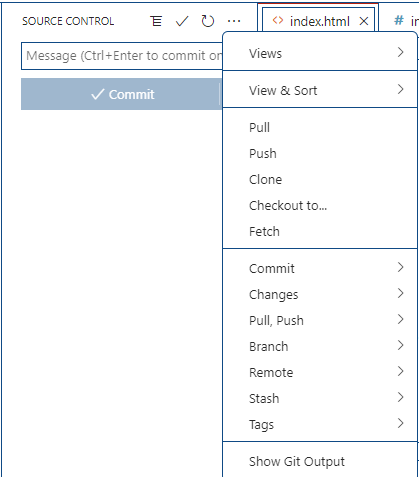 SOURCE CONTROL
index.html
Message (Ctrl+Enter to commit on
Commit
Views
View & Sort
Pull
Push
Clone
Checkout to...
Fetch
Commit
Changes
Pull, Push
Branch
Remote
Stash
Tags
Show Git Output